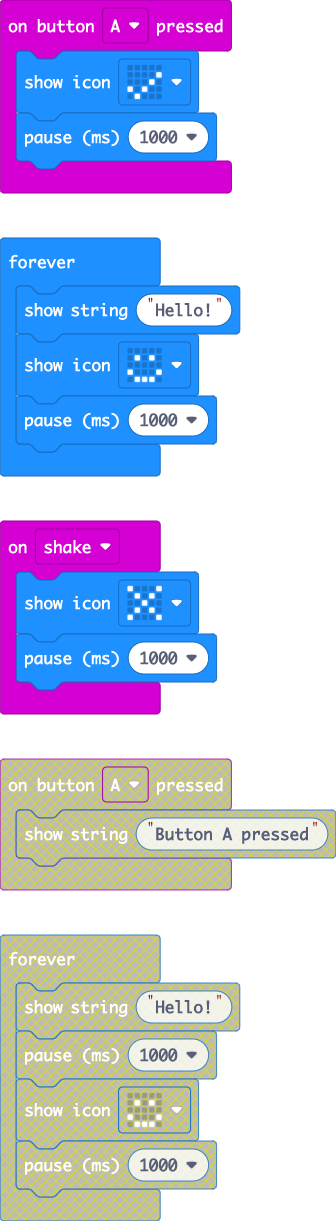 on button A pressed
show icon
pause (ms) 1000
forever
show string "Hello!"
show icon
pause (ms) 1000
on shake
show icon
pause (ms) 1000
on button A pressed
show string "Button A pressed"
forever
show string "Hello!"
pause (ms) 1000
show icon
pause (ms) 1000